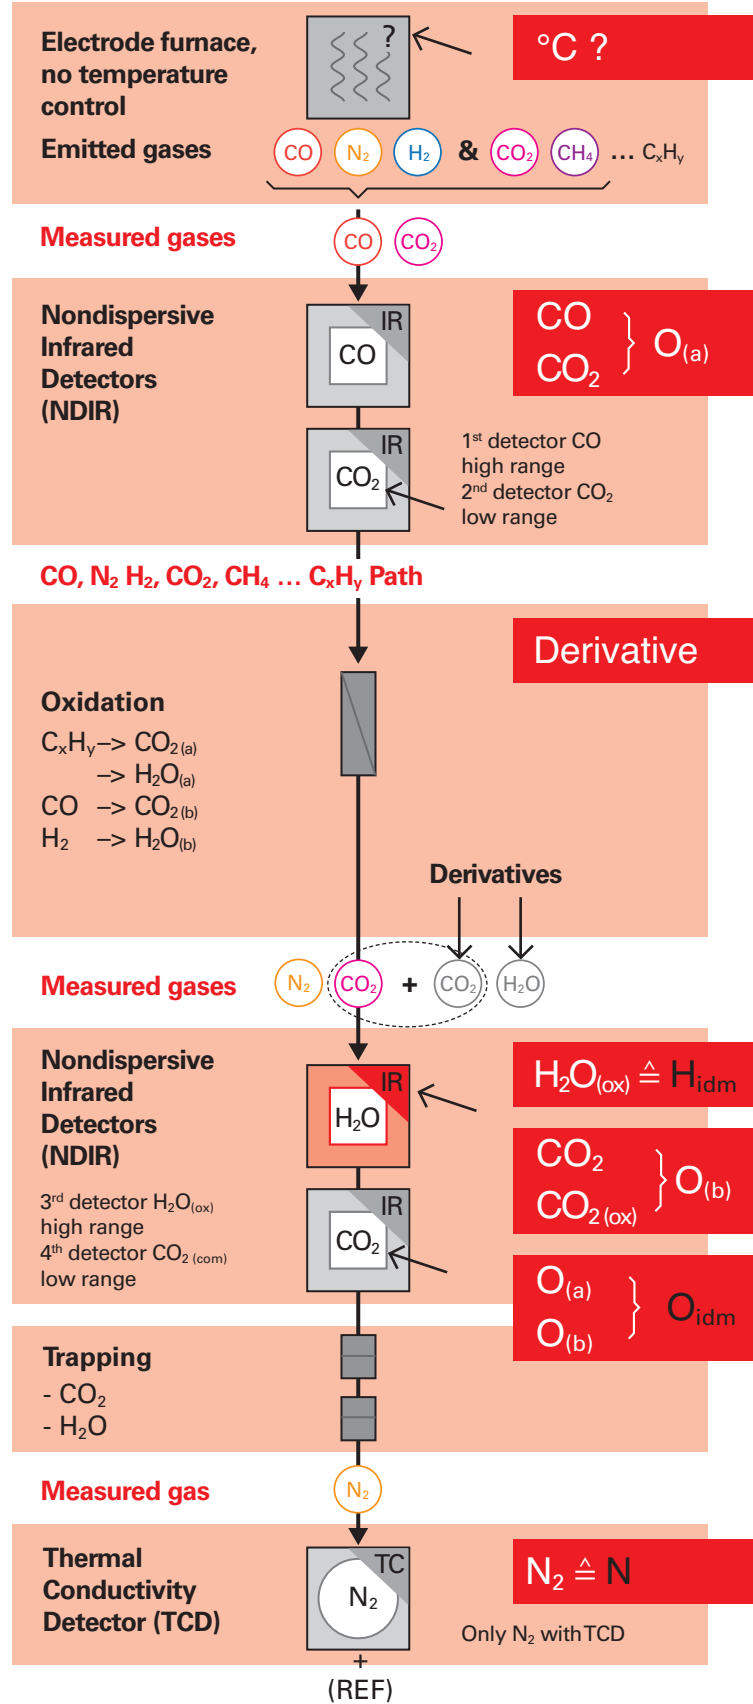 Electrode furnace,
no temperature
control
?
°C ?
Emitted gases
CO N₂ H₂ & CO₂ CH₄ ... CₓHᵧ
Measured gases
CO CO₂
Nondispersive
Infrared
Detectors
(NDIR)
IR
CO
CO
CO₂
O₍ₐ₎
IR
CO₂
1st detector CO
high range
2nd detector CO₂
low range
CO, N₂ H₂, CO₂, CH₄ ... CₓHᵧ Path
Derivative
Oxidation
CₓHᵧ –> CO₂(a)
–> H₂O(a)
CO –> CO₂(b)
H₂ –> H₂O(b)
Derivatives
Measured gases
N₂ CO₂ + CO₂ H₂O
Nondispersive
Infrared
Detectors
(NDIR)
IR
H₂O
H₂O(ox) ≙ Hidm
CO₂
CO₂(ox)
O(b)
3rd detector H₂O(ox)
high range
4th detector CO₂ (com)
low range
IR
CO₂
O(a)
O(b)
Oidm
Trapping
- CO₂
- H₂O
Measured gas
N₂
Thermal
Conductivity
Detector (TCD)
TC
N₂
N₂ ≙ N
Only N₂ with TCD
+
(REF)